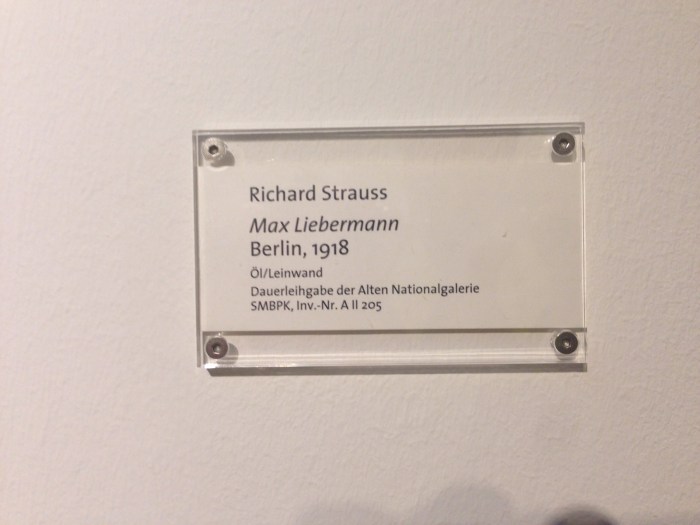 Richard Strauss
Max Liebermann
Berlin, 1918
Öl/Leinwand
Dauerleihgabe der Alten Nationalgalerie
SMBPK, Inv.-Nr. A II 205